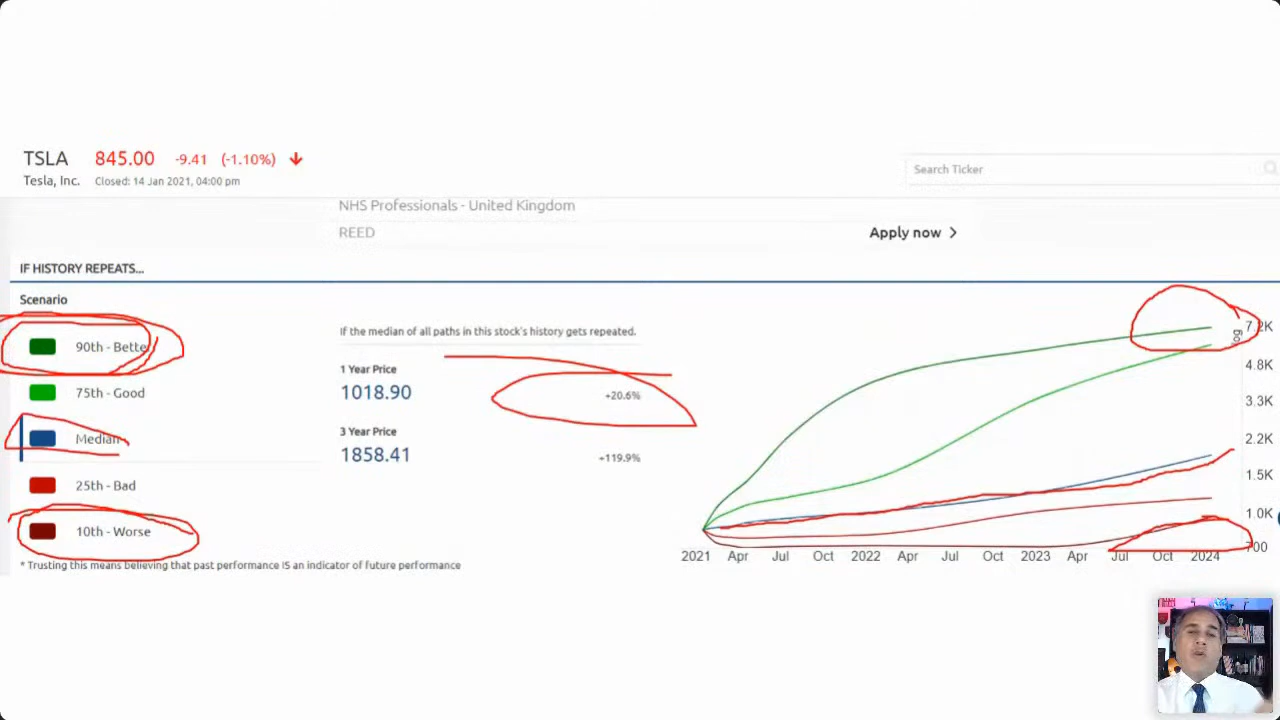 TSLA 845.00 -9.41 (-1.10%)
Tesla, Inc. Closed: 14 Jan 2021, 04:00 pm
Search Ticker
NHS Professionals - United Kingdom
REED
Apply now
IF HISTORY REPEATS...
Scenario
90th - Bette
75th - Good
Median
25th - Bad
10th - Worse
* Trusting this means believing that past performance IS an indicator of future performance
If the median of all paths in this stock's history gets repeated.
1 Year Price
1018.90 +20.6%
3 Year Price
1858.41 +119.9%
7.2K
4.8K
3.3K
2.2K
1.5K
1.0K
700
2021 Apr Jul Oct 2022 Apr Jul Oct 2023 Apr Jul Oct 2024